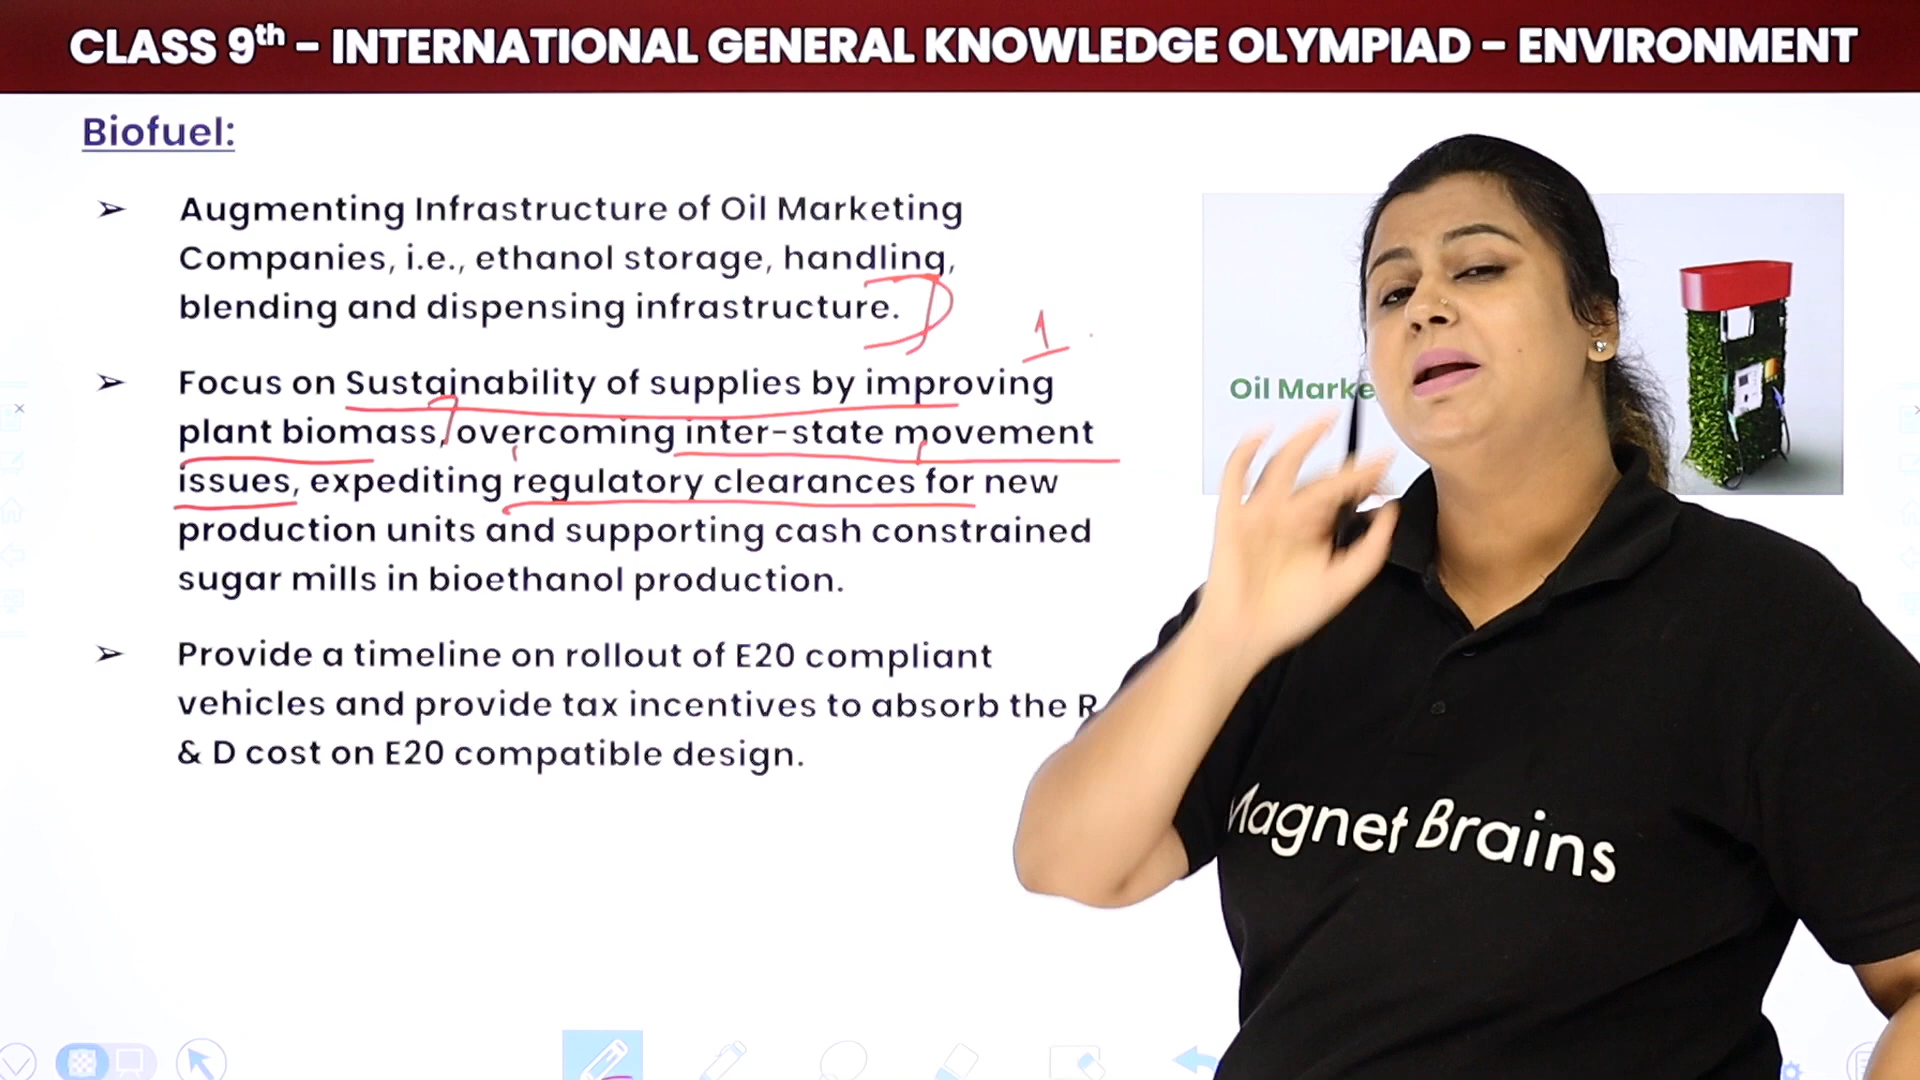 CLASS 9th – INTERNATIONAL GENERAL KNOWLEDGE OLYMPIAD – ENVIRONMENT
Biofuel:
➢ Augmenting Infrastructure of Oil Marketing
Companies, i.e., ethanol storage, handling,
blending and dispensing infrastructure.
1
➢ Focus on Sustainability of supplies by improving
plant biomass, overcoming inter-state movement
issues, expediting regulatory clearances for new
production units and supporting cash constrained
sugar mills in bioethanol production.
➢ Provide a timeline on rollout of E20 compliant
vehicles and provide tax incentives to absorb the R
& D cost on E20 compatible design.
Oil Marke
Magnet Brains